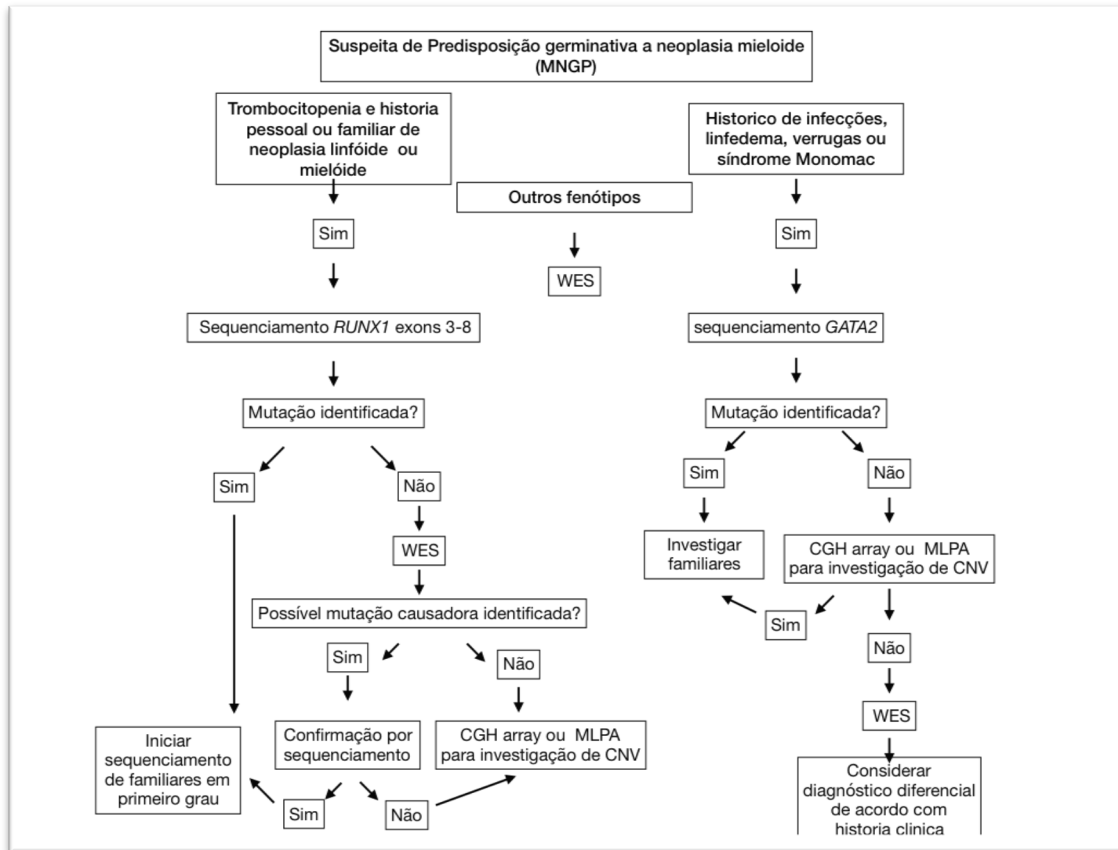 Suspeita de Predisposição germinativa a neoplasia mieloide
(MNGP)
Trombocitopenia e historia
pessoal ou familiar de
neoplasia linfóide ou
mielóide
Historico de infecções,
linfedema, verrugas ou
síndrome Monomac
Outros fenótipos
Sim
Sim
WES
Sequenciamento RUNX1 exons 3-8
sequenciamento GATA2
Mutação identificada?
Mutação identificada?
Sim
Não
Sim
Não
WES
Investigar
familiares
CGH array ou MLPA
para investigação de CNV
Possível mutação causadora identificada?
Sim
Sim
Não
Não
WES
Iniciar
sequenciamento
de familiares em
primeiro grau
Confirmação por
sequenciamento
CGH array ou MLPA
para investigação de CNV
Considerar
diagnóstico diferencial
de acordo com
historia clinica
Sim
Não